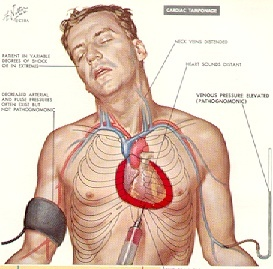 CARDIAC TAMPONADE
PATIENT IN VARIABLE
DEGREES OF SHOCK
OR IN EXTREMIS
NECK VEINS DISTENDED
HEART SOUNDS DISTANT
DECREASED ARTERIAL
AND PULSE PRESSURES
OFTEN EXIST BUT
NOT PATHOGNOMONIC
VENOUS PRESSURE ELEVATED
(PATHOGNOMONIC)